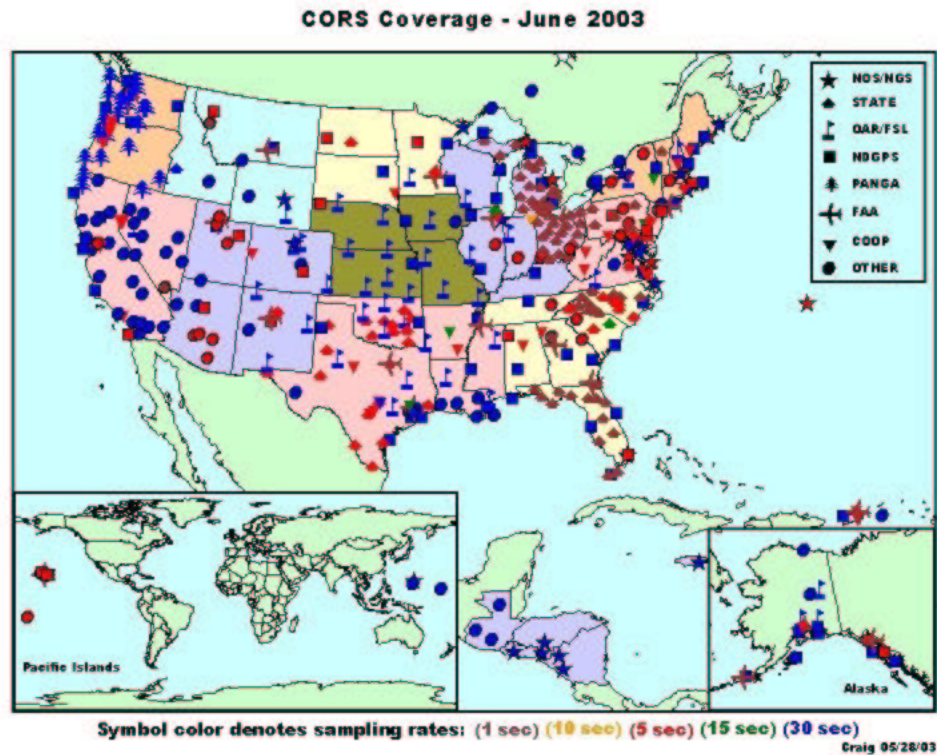 CORS Coverage - June 2003
NOS/NGS
STATE
OAR/FSL
NDGPS
PANGA
FAA
COOP
OTHER
Pacific Islands
Alaska
Symbol color denotes sampling rates: (1 sec) (10 sec) (5 sec) (15 sec) (30 sec)
Craig 05/28/03